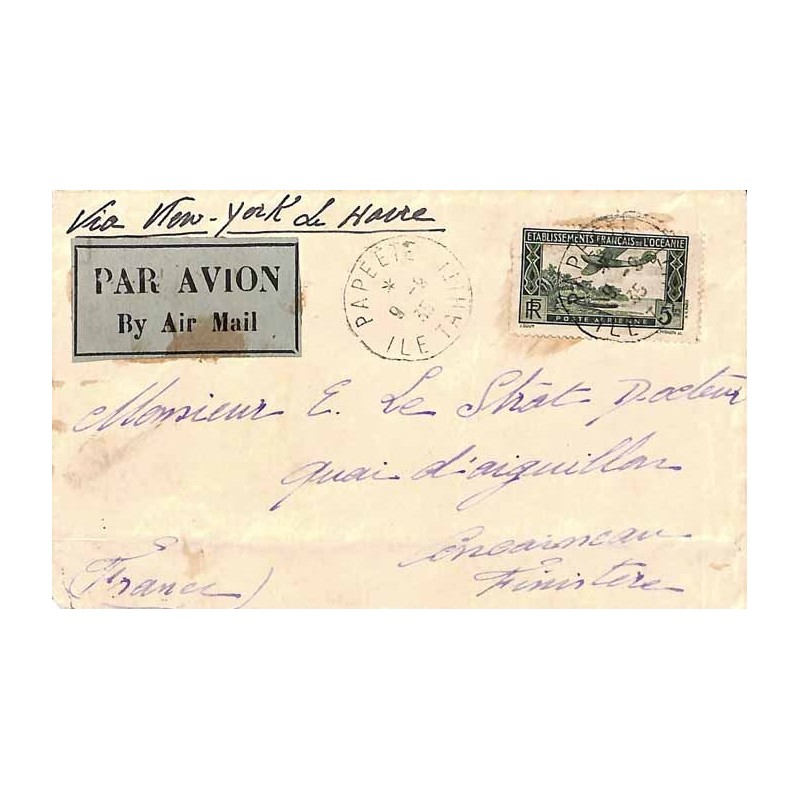 Via New-York Le Havre
PAR AVION
By Air Mail
PAPEETE
ILE TAHITI
ETABLISSEMENTS FRANÇAIS DE L'OCEANIE
RF
5F
POSTE AERIENNE
Monsieur E. Le Strat Docteur
quai d'aiguillon
Concarneau
Finistère
(France)